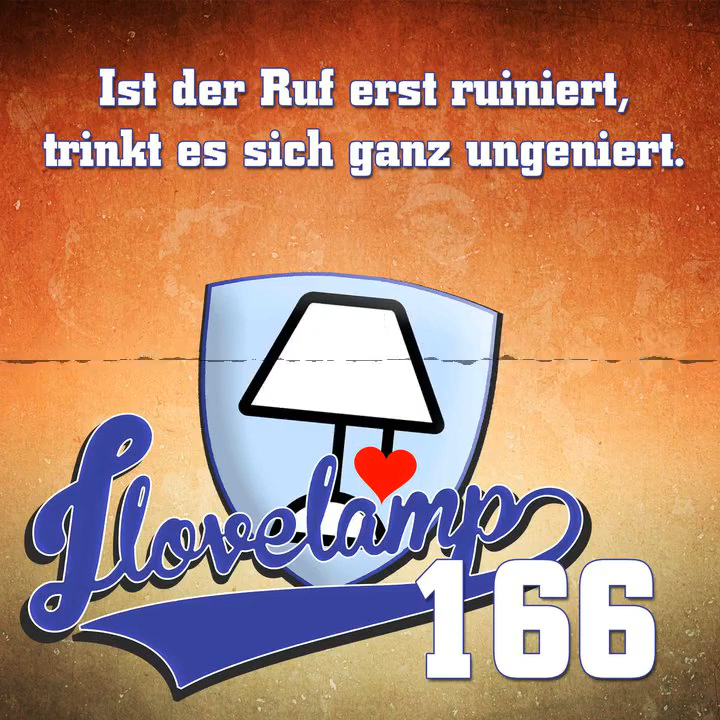 Ist der Ruf erst ruiniert,
trinkt es sich ganz ungeniert.
Ilovelamp
166